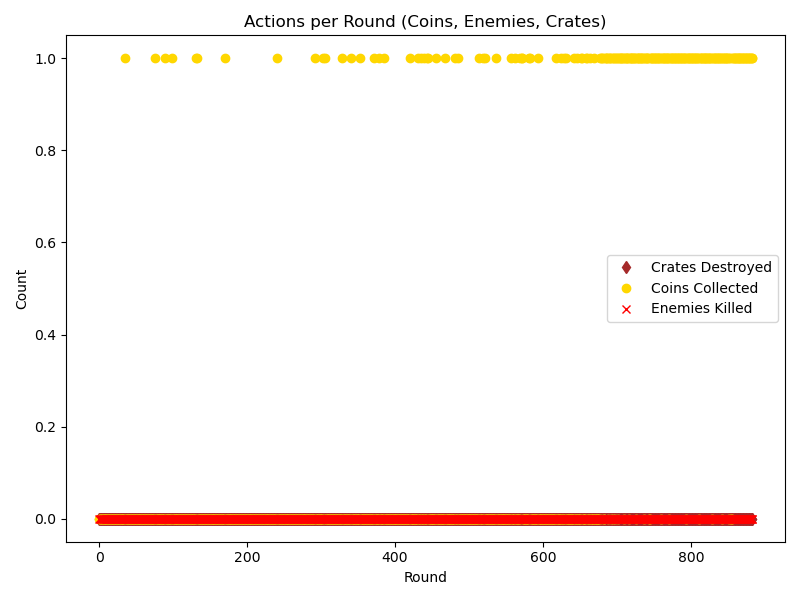 Actions per Round (Coins, Enemies, Crates)
1.0
0.8
0.6
0.4
0.2
0.0
Count
Crates Destroyed
Coins Collected
Enemies Killed
0 200 400 600 800
Round